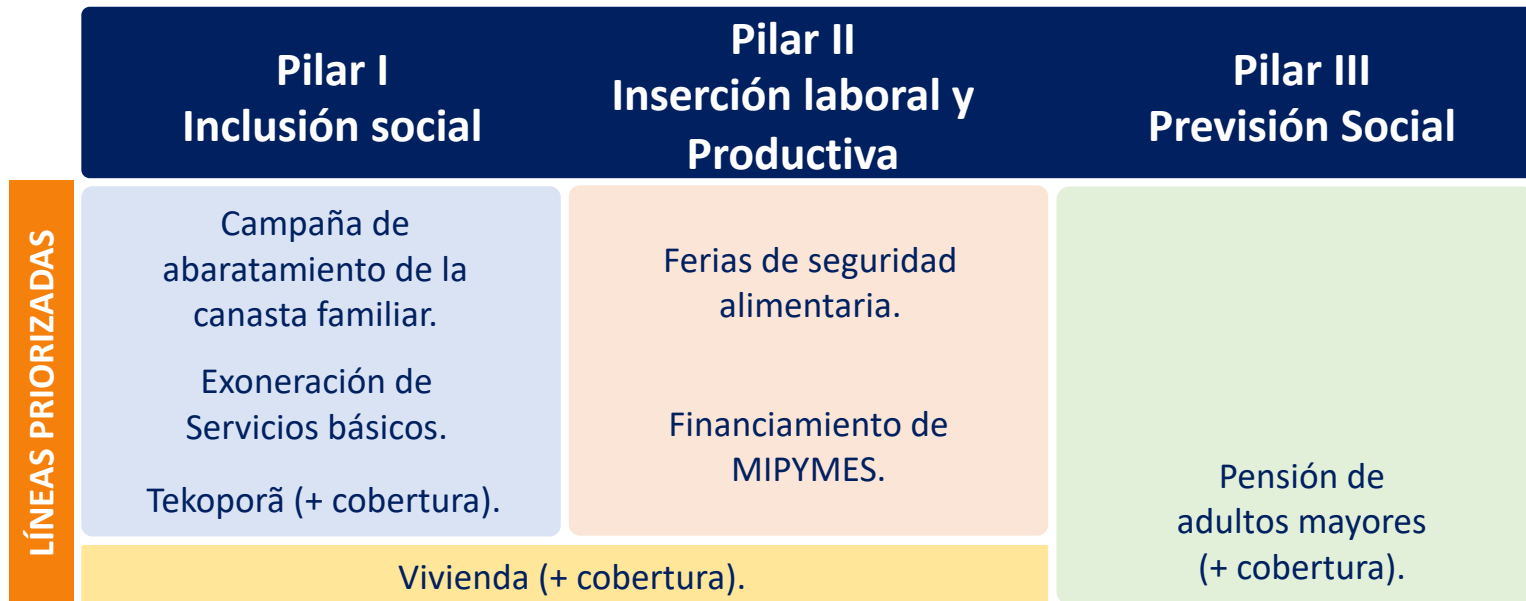 Pilar I
Inclusión social
Pilar II
Inserción laboral y
Productiva
Pilar III
Previsión Social
LÍNEAS PRIORIZADAS
Campaña de
abaratamiento de la
canasta familiar.
Exoneración de
Servicios básicos.
Tekoporã (+ cobertura).
Ferias de seguridad
alimentaria.
Financiamiento de
MIPYMES.
Vivienda (+ cobertura).
Pensión de
adultos mayores
(+ cobertura).